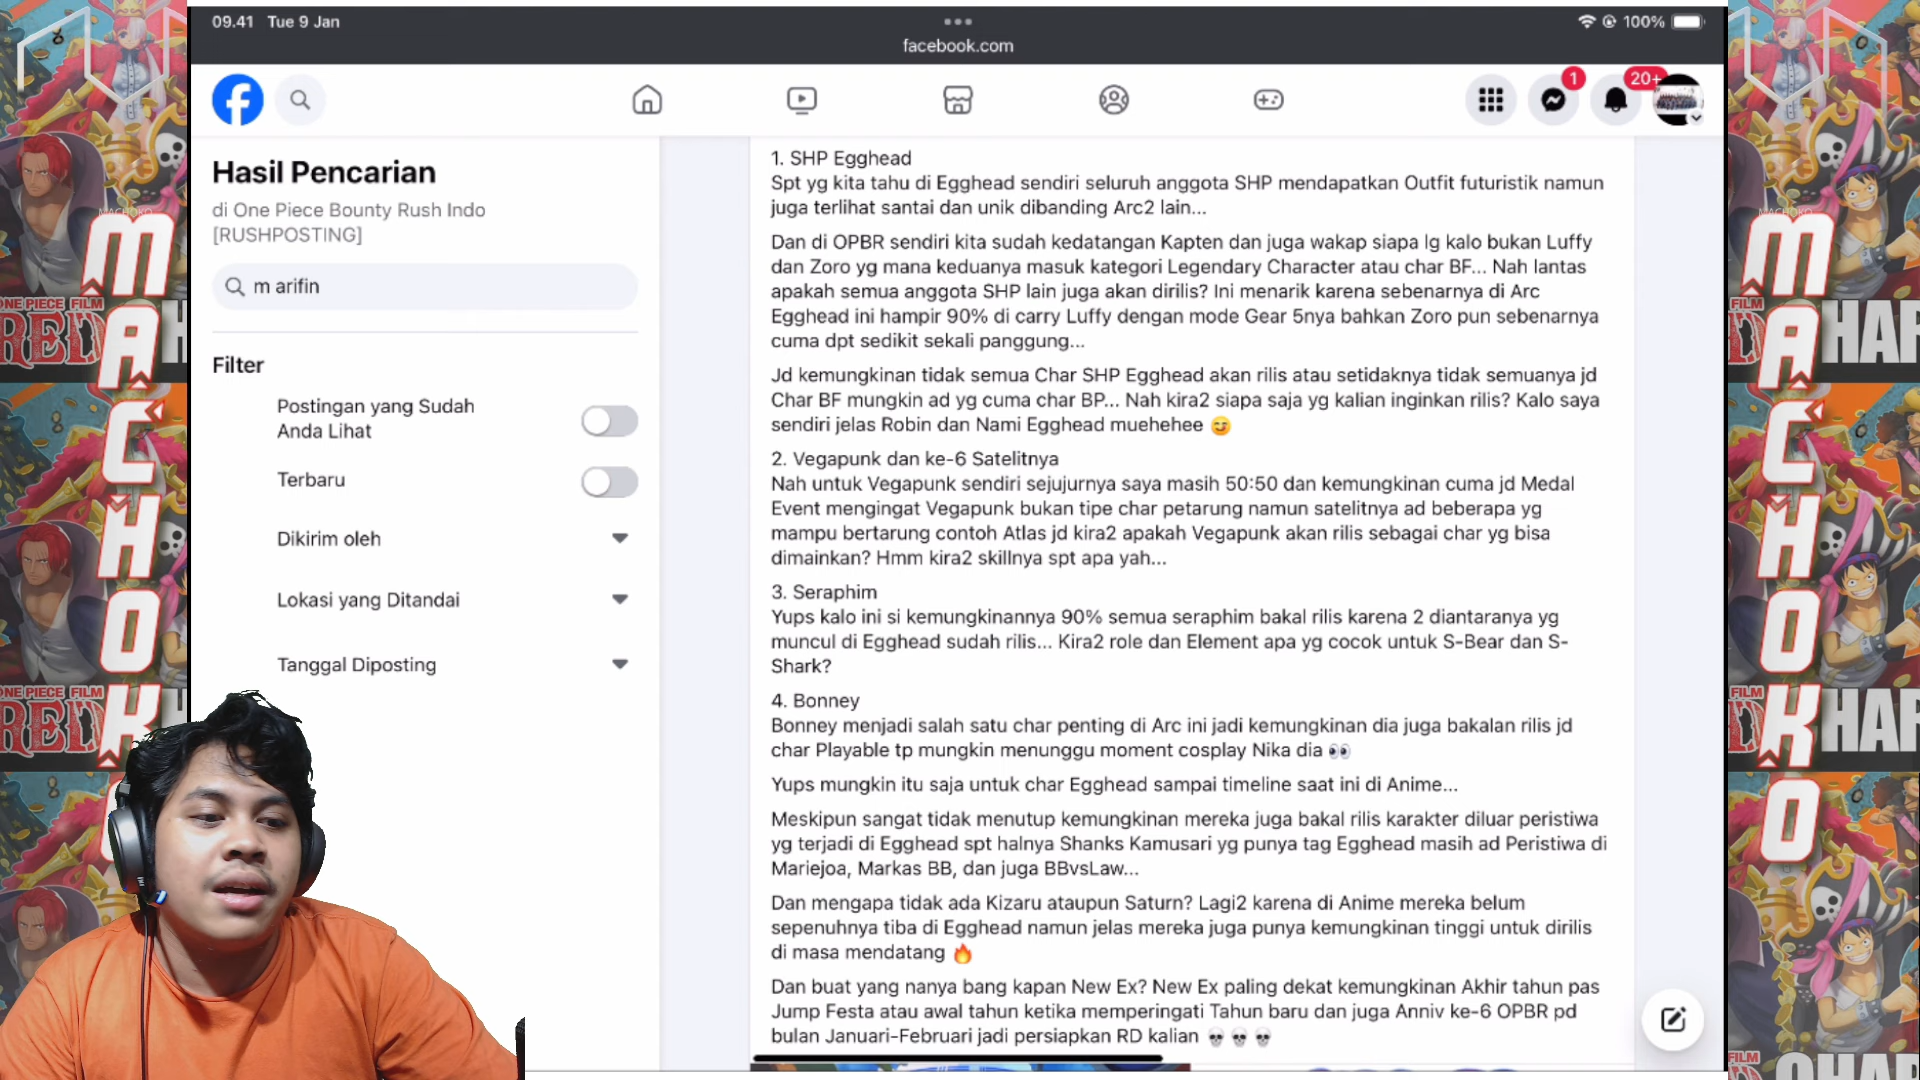 09.41 Tue 9 Jan
facebook.com
100%
1
20+
Hasil Pencarian
di One Piece Bounty Rush Indo
[RUSHPOSTING]
m arifin
Filter
Postingan yang Sudah
Anda Lihat
Terbaru
Dikirim oleh
Lokasi yang Ditandai
Tanggal Diposting
1. SHP Egghead
Spt yg kita tahu di Egghead sendiri seluruh anggota SHP mendapatkan Outfit futuristik namun
juga terlihat santai dan unik dibanding Arc2 lain...
Dan di OPBR sendiri kita sudah kedatangan Kapten dan juga wakap siapa lg kalo bukan Luffy
dan Zoro yg mana keduanya masuk kategori Legendary Character atau char BF... Nah lantas
apakah semua anggota SHP lain juga akan dirilis? Ini menarik karena sebenarnya di Arc
Egghead ini hampir 90% di carry Luffy dengan mode Gear 5nya bahkan Zoro pun sebenarnya
cuma dpt sedikit sekali panggung...
Jd kemungkinan tidak semua Char SHP Egghead akan rilis atau setidaknya tidak semuanya jd
Char BF mungkin ad yg cuma char BP... Nah kira2 siapa saja yg kalian inginkan rilis? Kalo saya
sendiri jelas Robin dan Nami Egghead muehehee 😏
2. Vegapunk dan ke-6 Satelitnya
Nah untuk Vegapunk sendiri sejujurnya saya masih 50:50 dan kemungkinan cuma jd Medal
Event mengingat Vegapunk bukan tipe char petarung namun satelitnya ad beberapa yg
mampu bertarung contoh Atlas jd kira2 apakah Vegapunk akan rilis sebagai char yg bisa
dimainkan? Hmm kira2 skillnya spt apa yah...
3. Seraphim
Yups kalo ini si kemungkinannya 90% semua seraphim bakal rilis karena 2 diantaranya yg
muncul di Egghead sudah rilis... Kira2 role dan Element apa yg cocok untuk S-Bear dan S-
Shark?
4. Bonney
Bonney menjadi salah satu char penting di Arc ini jadi kemungkinan dia juga bakalan rilis jd
char Playable tp mungkin menunggu moment cosplay Nika dia 👀
Yups mungkin itu saja untuk char Egghead sampai timeline saat ini di Anime...
Meskipun sangat tidak menutup kemungkinan mereka juga bakal rilis karakter diluar peristiwa
yg terjadi di Egghead spt halnya Shanks Kamusari yg punya tag Egghead masih ad Peristiwa di
Mariejoa, Markas BB, dan juga BBvsLaw...
Dan mengapa tidak ada Kizaru ataupun Saturn? Lagi2 karena di Anime mereka belum
sepenuhnya tiba di Egghead namun jelas mereka juga punya kemungkinan tinggi untuk dirilis
di masa mendatang 🔥
Dan buat yang nanya bang kapan New Ex? New Ex paling dekat kemungkinan Akhir tahun pas
Jump Festa atau awal tahun ketika memperingati Tahun baru dan juga Anniv ke-6 OPBR pd
bulan Januari-Februari jadi persiapkan RD kalian 💀 💀 💀
MACHOKO
MACHOKO
ONE PIECE FILM
RED
ONE PIECE FILM
RED
FILM
HAR
FILM
HAR
FILM